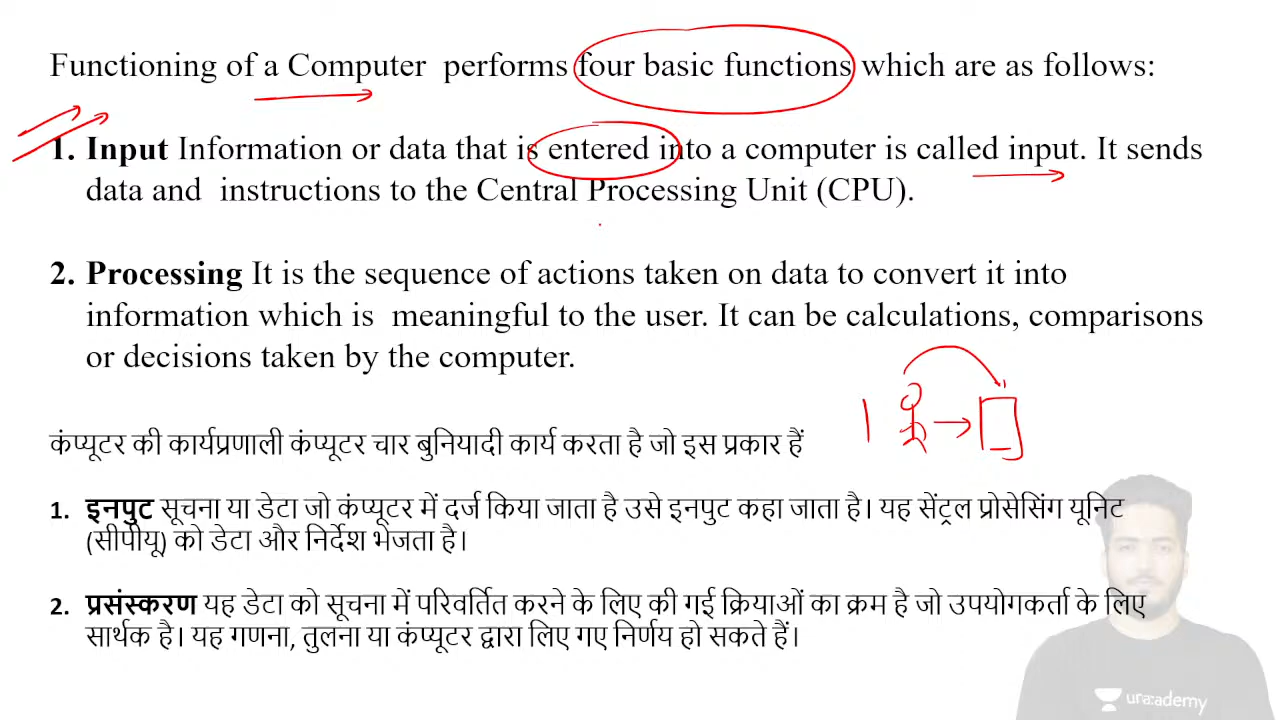 Functioning of a Computer performs four basic functions which are as follows:
1. Input Information or data that is entered into a computer is called input. It sends
data and instructions to the Central Processing Unit (CPU).
2. Processing It is the sequence of actions taken on data to convert it into
information which is meaningful to the user. It can be calculations, comparisons
or decisions taken by the computer.
कंप्यूटर की कार्यप्रणाली कंप्यूटर चार बुनियादी कार्य करता है जो इस प्रकार हैं
1. इनपुट सूचना या डेटा जो कंप्यूटर में दर्ज किया जाता है उसे इनपुट कहा जाता है। यह सेंट्रल प्रोसेसिंग यूनिट
(सीपीयू) को डेटा और निर्देश भेजता है।
2. प्रसंस्करण यह डेटा को सूचना में परिवर्तित करने के लिए की गई क्रियाओं का क्रम है जो उपयोगकर्ता के लिए
सार्थक है। यह गणना, तुलना या कंप्यूटर द्वारा लिए गए निर्णय हो सकते हैं।